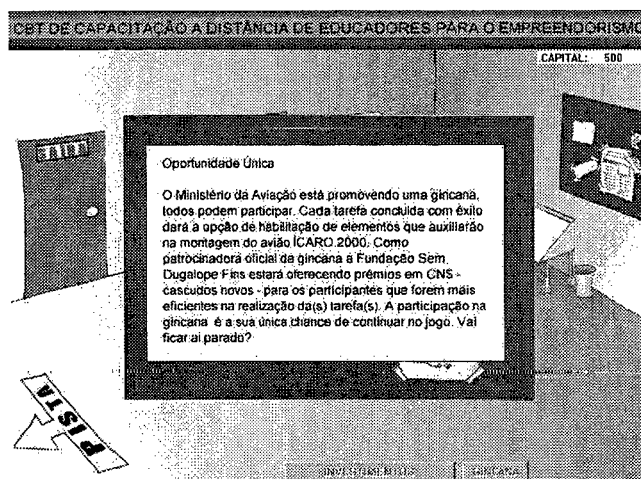 CBT DE CAPACITAÇÃO A DISTÂNCIA DE EDUCADORES PARA O EMPREENDORISMO
CAPITAL: 500
SAIDA
Oportunidade Única
O Ministério da Aviação está promovendo uma gincana,
todos podem participar. Cada tarefa concluída com êxito
dará a opção de habilitação de elementos que auxiliarão
na montagem do avião ÍCARO 2000. Como
patrocinadora oficial da gincana a Fundação Sem
Dugalope Fins estará oferecendo prêmios em CNS -
cascudos novos - para os participantes que forem mais
eficientes na realização da(s) tarefa(s). A participação na
gincana é a sua única chance de continuar no jogo. Vai
ficar aí parado?
PISTA
INVESTIMENTOS GINCANA